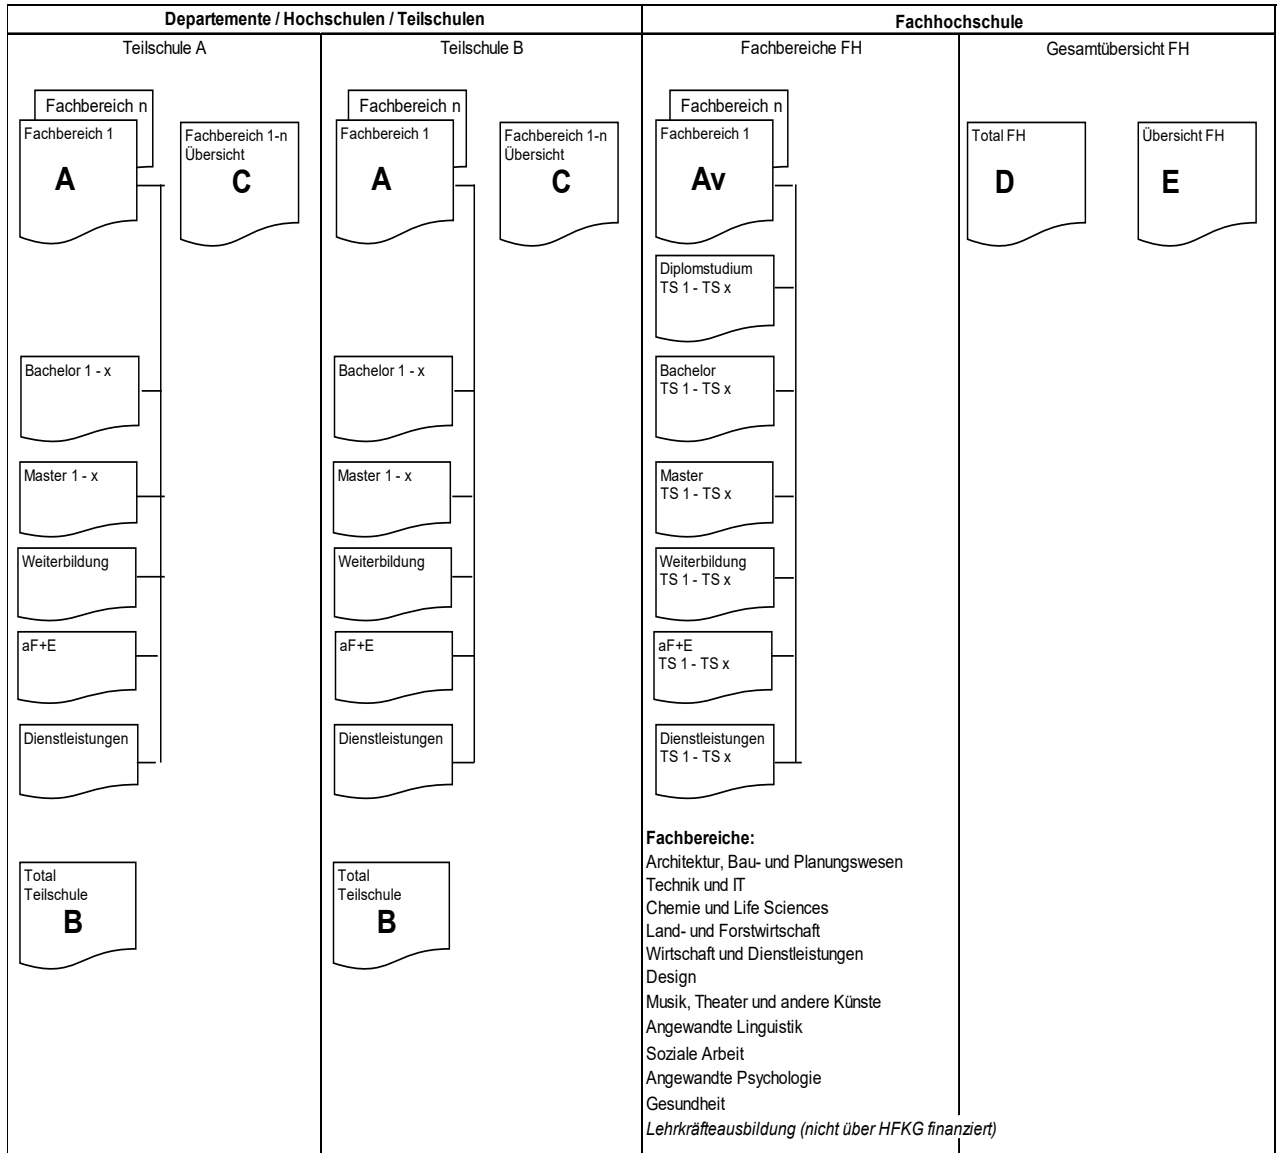 Departemente / Hochschulen / Teilschulen
Fachhochschule
Teilschule A
Teilschule B
Fachbereiche FH
Gesamtübersicht FH
Fachbereich n
Fachbereich 1
A
Fachbereich 1-n
Übersicht
C
Bachelor 1 - x
Master 1 - x
Weiterbildung
aF+E
Dienstleistungen
Total
Teilschule
B
Fachbereich n
Fachbereich 1
A
Fachbereich 1-n
Übersicht
C
Bachelor 1 - x
Master 1 - x
Weiterbildung
aF+E
Dienstleistungen
Total
Teilschule
B
Fachbereich n
Fachbereich 1
Av
Diplomstudium
TS 1 - TS x
Bachelor
TS 1 - TS x
Master
TS 1 - TS x
Weiterbildung
TS 1 - TS x
aF+E
TS 1 - TS x
Dienstleistungen
TS 1 - TS x
Fachbereiche:
Architektur, Bau- und Planungswesen
Technik und IT
Chemie und Life Sciences
Land- und Forstwirtschaft
Wirtschaft und Dienstleistungen
Design
Musik, Theater und andere Künste
Angewandte Linguistik
Soziale Arbeit
Angewandte Psychologie
Gesundheit
Lehrkräfteausbildung (nicht über HFKG finanziert)
Total FH
D
Übersicht FH
E